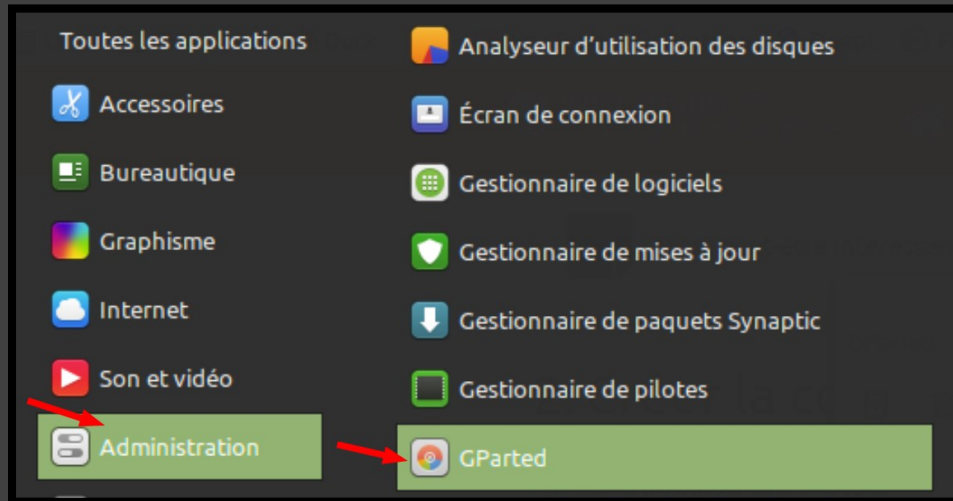 Toutes les applications
Accessoires
Bureautique
Graphisme
Internet
Son et vidéo
Administration
Analyseur d’utilisation des disques
Écran de connexion
Gestionnaire de logiciels
Gestionnaire de mises à jour
Gestionnaire de paquets Synaptic
Gestionnaire de pilotes
GParted